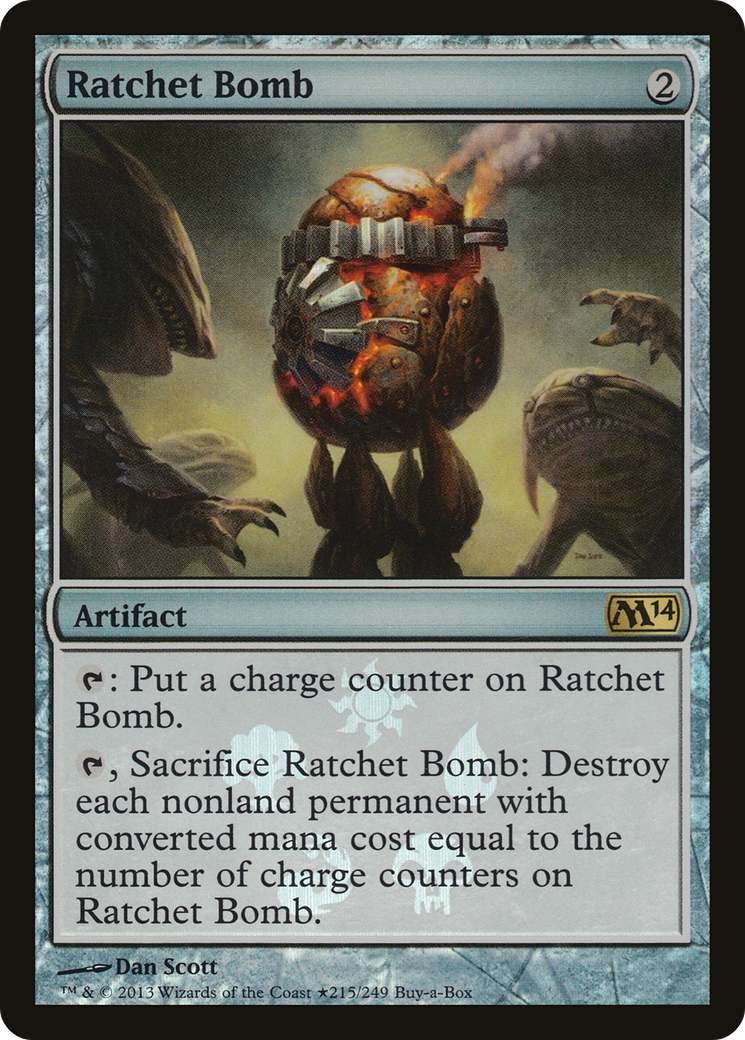 Ratchet Bomb 2
Dan Scott
Artifact M14
: Put a charge counter on Ratchet
Bomb.
, Sacrifice Ratchet Bomb: Destroy
each nonland permanent with
converted mana cost equal to the
number of charge counters on
Ratchet Bomb.
Dan Scott
™ & © 2013 Wizards of the Coast ★215/249 Buy-a-Box